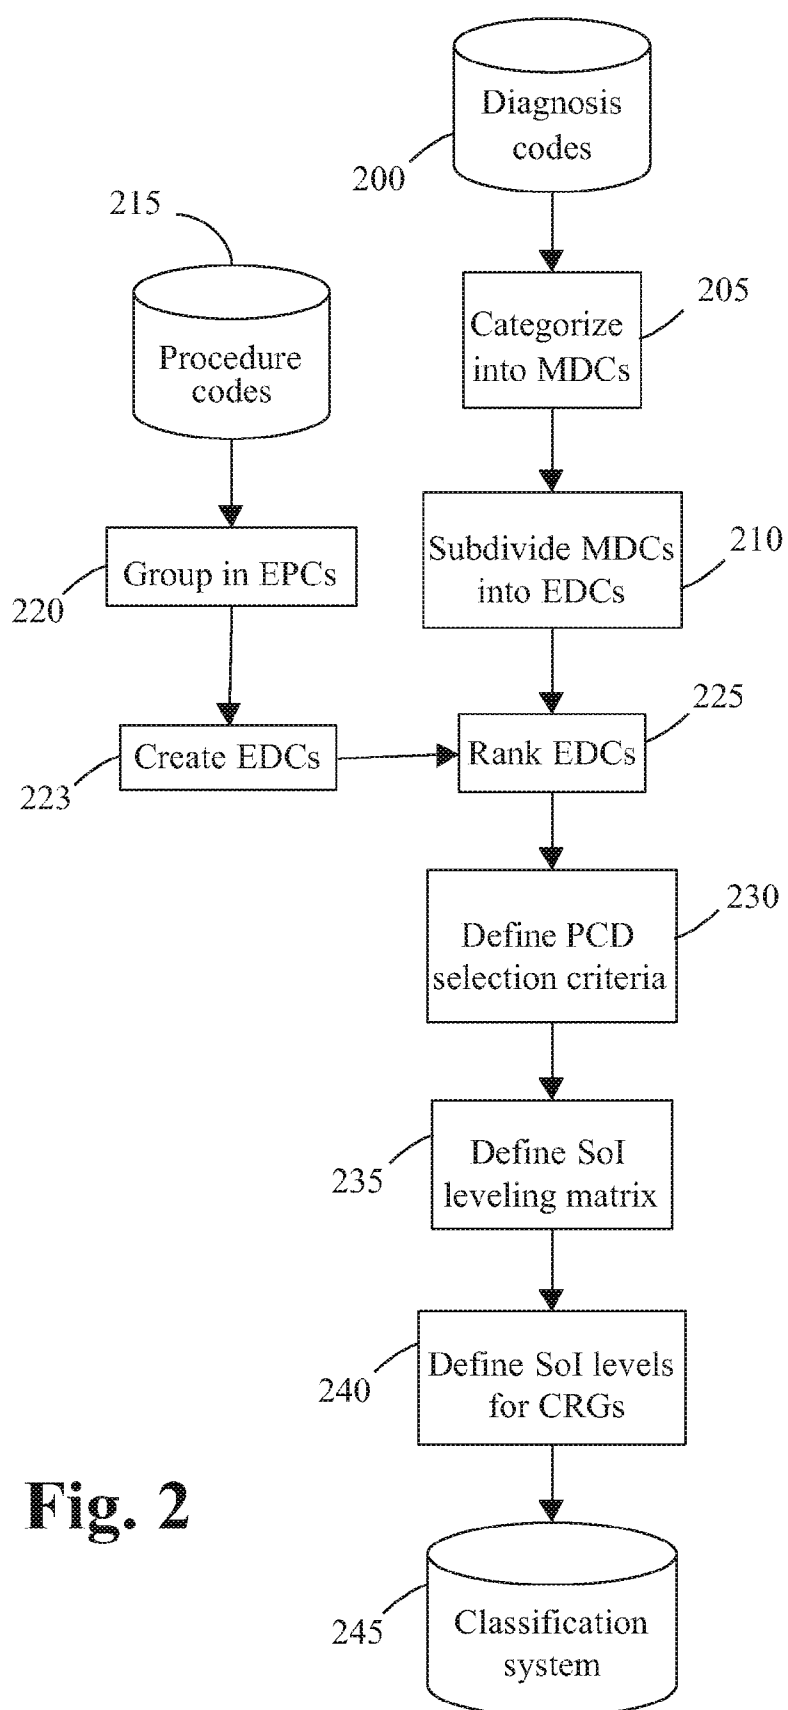 Diagnosis
codes
200
215
205
Categorize
into MDCs
Procedure
codes
210
Subdivide MDCs
into EDCs
Group in EPCs
220
225
Create EDCs
Rank EDCs
223
230
Define PCD
selection criteria
Define SoI
leveling matrix
235
Define SoI levels
for CRGs
240
Fig. 2
Classification
system
245